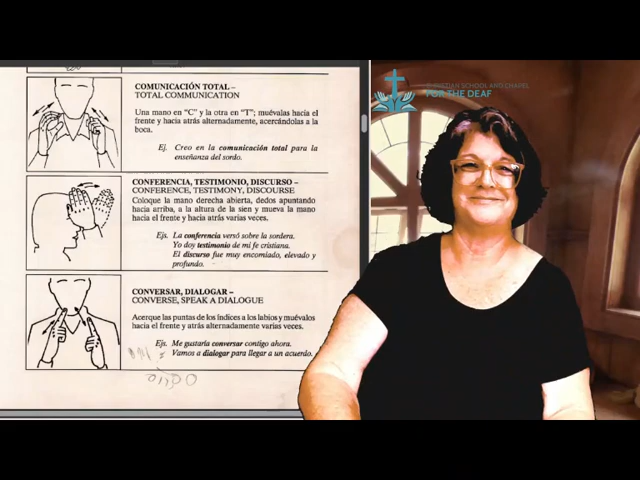 COMUNICACIÓN TOTAL –
TOTAL COMMUNICATION
Una mano en "C" y la otra en "T"; muévalas hacia el
frente y hacia atrás alternadamente, acercándolas a la
boca.
Ej. Creo en la comunicación total para la
enseñanza del sordo.
CONFERENCIA, TESTIMONIO, DISCURSO –
CONFERENCE, TESTIMONY, DISCOURSE
Coloque la mano derecha abierta, dedos apuntando
hacia arriba, a la altura de la sien y mueva la mano
hacia el frente y hacia atrás varias veces.
Ejs. La conferencia versó sobre la sordera.
Yo doy testimonio de mi fe cristiana.
El discurso fue muy encomiado, elevado y
profundo.
CONVERSAR, DIALOGAR –
CONVERSE, SPEAK A DIALOGUE
Acerque las puntas de los índices a los labios y muévalos
hacia el frente y atrás alternadamente varias veces.
Ejs. Me gustaría conversar contigo ahora.
Vamos a dialogar para llegar a un acuerdo.
CHRISTIAN SCHOOL AND CHAPEL
FOR THE DEAF